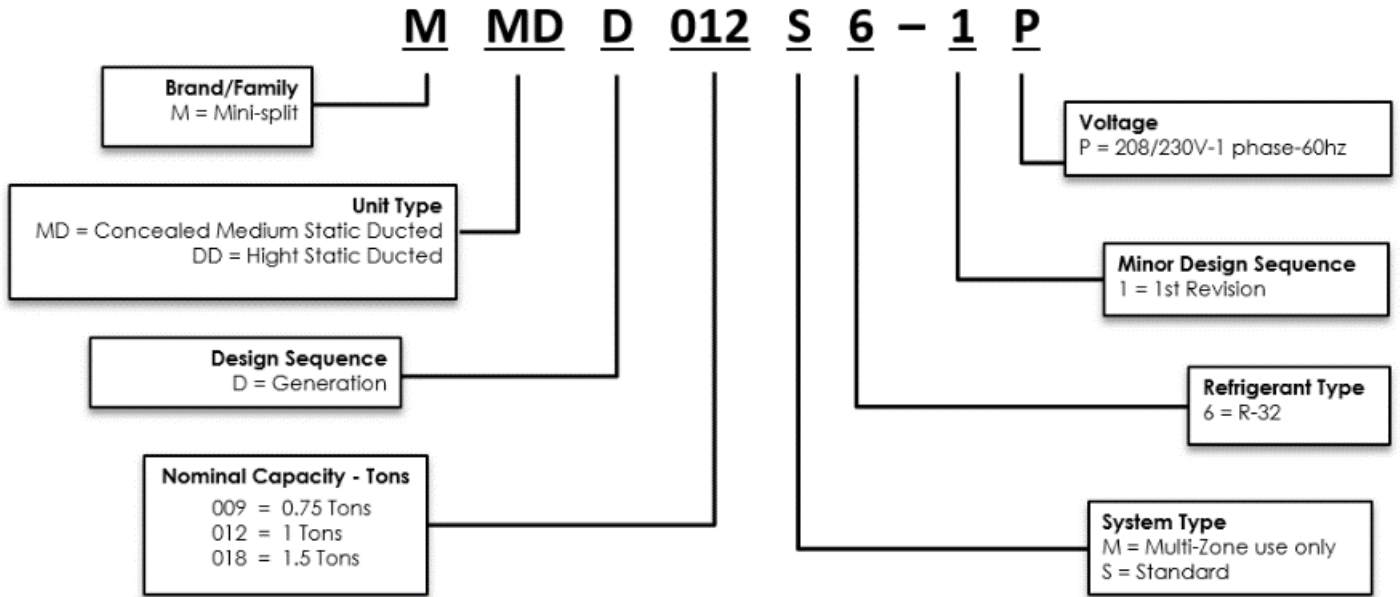 M MD D 012 S 6 – 1 P
Brand/Family
M = Mini-split
Unit Type
MD = Concealed Medium Static Ducted
DD = Hight Static Ducted
Design Sequence
D = Generation
Nominal Capacity - Tons
009 = 0.75 Tons
012 = 1 Tons
018 = 1.5 Tons
Voltage
P = 208/230V-1 phase-60hz
Minor Design Sequence
1 = 1st Revision
Refrigerant Type
6 = R-32
System Type
M = Multi-Zone use only
S = Standard